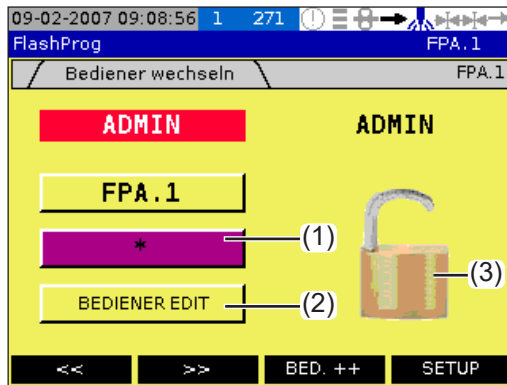 09-02-2007 09:08:56 1 271
FlashProg FPA.1
Bediener wechseln FPA.1
ADMIN ADMIN
FPA.1
* (1)
BEDIENER EDIT (2) (3)
<< >> BED. ++ SETUP